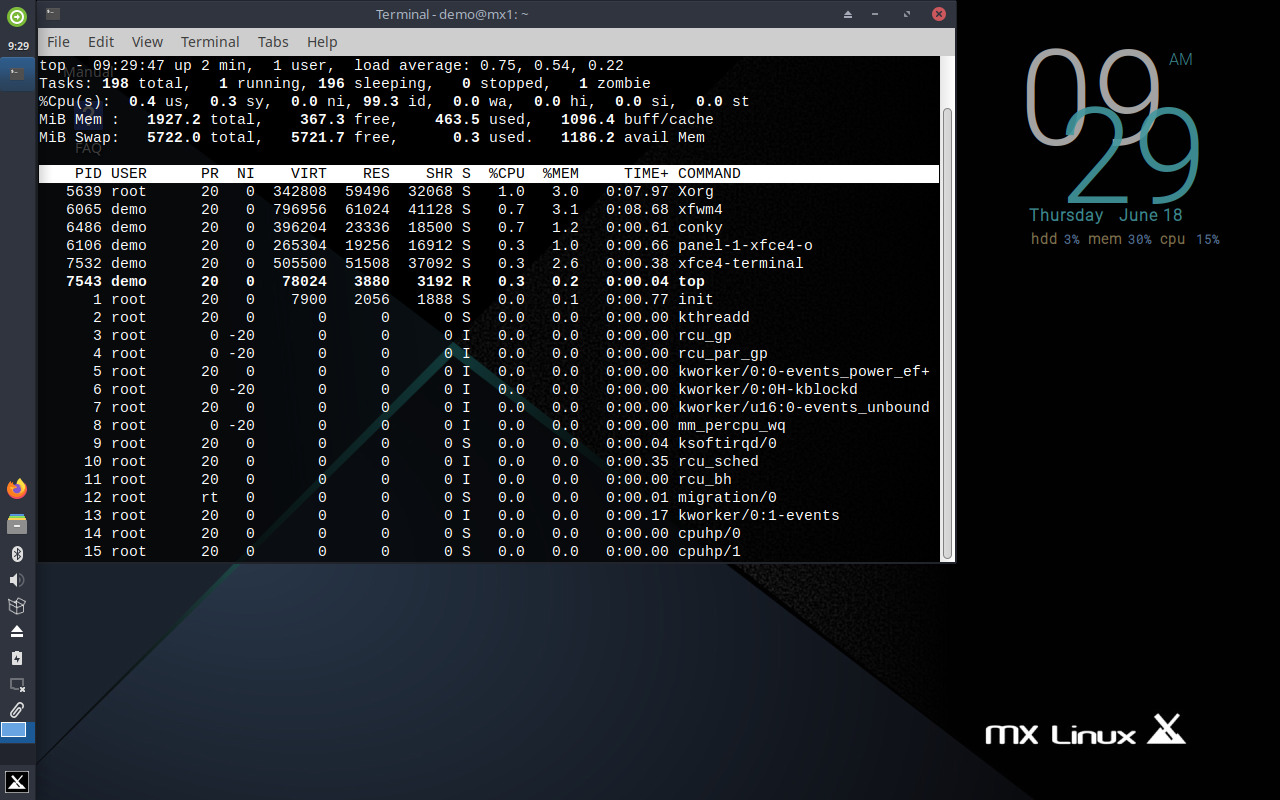 Terminal - demo@mx1: ~
9:29
File Edit View Terminal Tabs Help
top - 09:29:47 up 2 min,  1 user,  load average: 0.75, 0.54, 0.22
Manual
Tasks: 198 total,   1 running, 196 sleeping,   0 stopped,   1 zombie
%Cpu(s):  0.4 us,  0.3 sy,  0.0 ni, 99.3 id,  0.0 wa,  0.0 hi,  0.0 si,  0.0 st
MiB Mem :   1927.2 total,    367.3 free,    463.5 used,   1096.4 buff/cache
MiB Swap:   5722.0 total,   5721.7 free,      0.3 used.   1186.2 avail Mem
FAQ
PID USER      PR  NI    VIRT    RES    SHR S  %CPU  %MEM     TIME+ COMMAND
5639 root      20   0  342808  59496  32068 S   1.0   3.0   0:07.97 Xorg
6065 demo      20   0  796956  61024  41128 S   0.7   3.1   0:08.68 xfwm4
6486 demo      20   0  396204  23336  18500 S   0.7   1.2   0:00.61 conky
6106 demo      20   0  265304  19256  16912 S   0.3   1.0   0:00.66 panel-1-xfce4-o
7532 demo      20   0  505500  51508  37092 S   0.3   2.6   0:00.38 xfce4-terminal
7543 demo      20   0   78024   3880   3192 R   0.3   0.2   0:00.04 top
1 root      20   0    7900   2056   1888 S   0.0   0.1   0:00.77 init
2 root      20   0       0      0      0 S   0.0   0.0   0:00.00 kthreadd
3 root       0 -20       0      0      0 I   0.0   0.0   0:00.00 rcu_gp
4 root       0 -20       0      0      0 I   0.0   0.0   0:00.00 rcu_par_gp
5 root      20   0       0      0      0 I   0.0   0.0   0:00.00 kworker/0:0-events_power_ef+
6 root       0 -20       0      0      0 I   0.0   0.0   0:00.00 kworker/0:0H-kblockd
7 root      20   0       0      0      0 I   0.0   0.0   0:00.00 kworker/u16:0-events_unbound
8 root       0 -20       0      0      0 I   0.0   0.0   0:00.00 mm_percpu_wq
9 root      20   0       0      0      0 S   0.0   0.0   0:00.04 ksoftirqd/0
10 root      20   0       0      0      0 I   0.0   0.0   0:00.35 rcu_sched
11 root      20   0       0      0      0 I   0.0   0.0   0:00.00 rcu_bh
12 root      rt   0       0      0      0 S   0.0   0.0   0:00.01 migration/0
13 root      20   0       0      0      0 I   0.0   0.0   0:00.17 kworker/0:1-events
14 root      20   0       0      0      0 S   0.0   0.0   0:00.00 cpuhp/0
15 root      20   0       0      0      0 S   0.0   0.0   0:00.00 cpuhp/1
09 AM
29
Thursday June 18
hdd 3% mem 30% cpu 15%
MX Linux